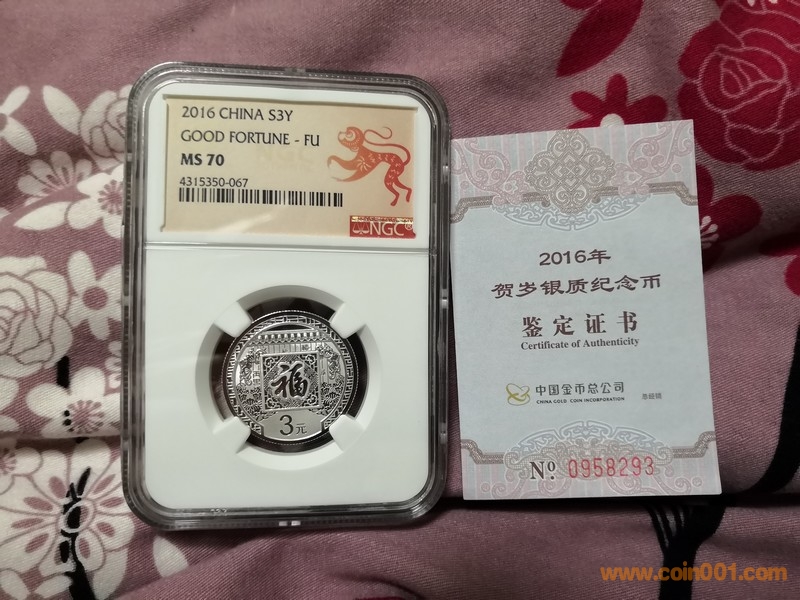 2016 CHINA S3Y
GOOD FORTUNE - FU
MS 70
4315350-067
NGC
福
3元
2016年
贺岁银质纪念币
鉴定证书
Certificate of Authenticity
中国金币总公司
CHINA GOLD COIN INCORPORATION
No. 0958293
www.coin001.com